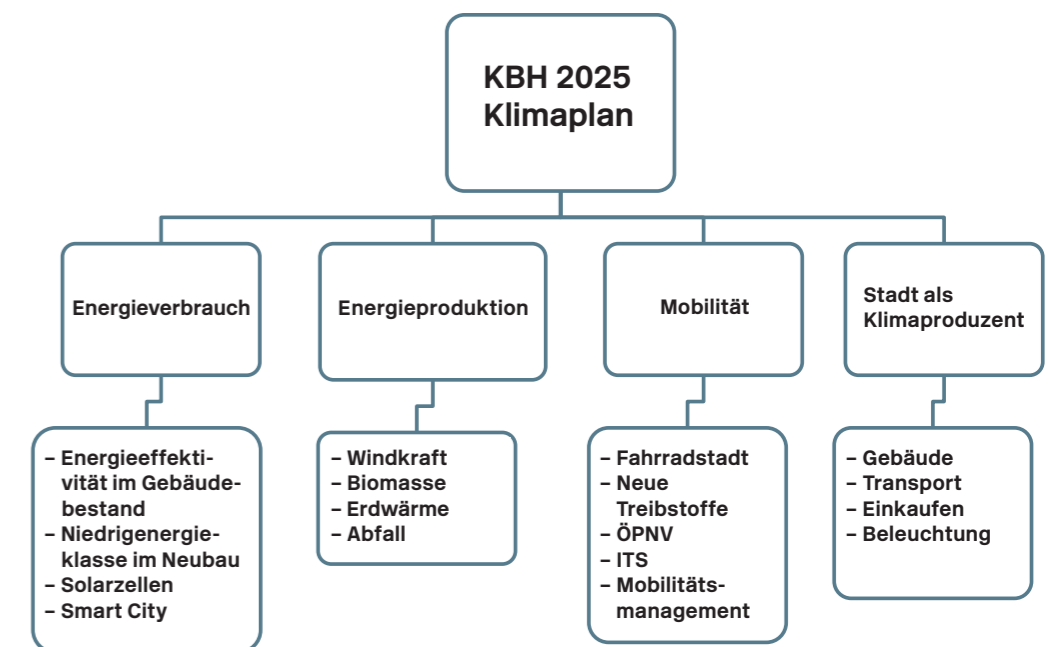 KBH 2025
Klimaplan
Energieverbrauch
Energieproduktion
Mobilität
Stadt als
Klimaproduzent
– Energieeffekti-
vität im Gebäude-
bestand
– Niedrigenergie-
klasse im Neubau
– Solarzellen
– Smart City
– Windkraft
– Biomasse
– Erdwärme
– Abfall
– Fahrradstadt
– Neue
Treibstoffe
– ÖPNV
– ITS
– Mobilitäts-
management
– Gebäude
– Transport
– Einkaufen
– Beleuchtung